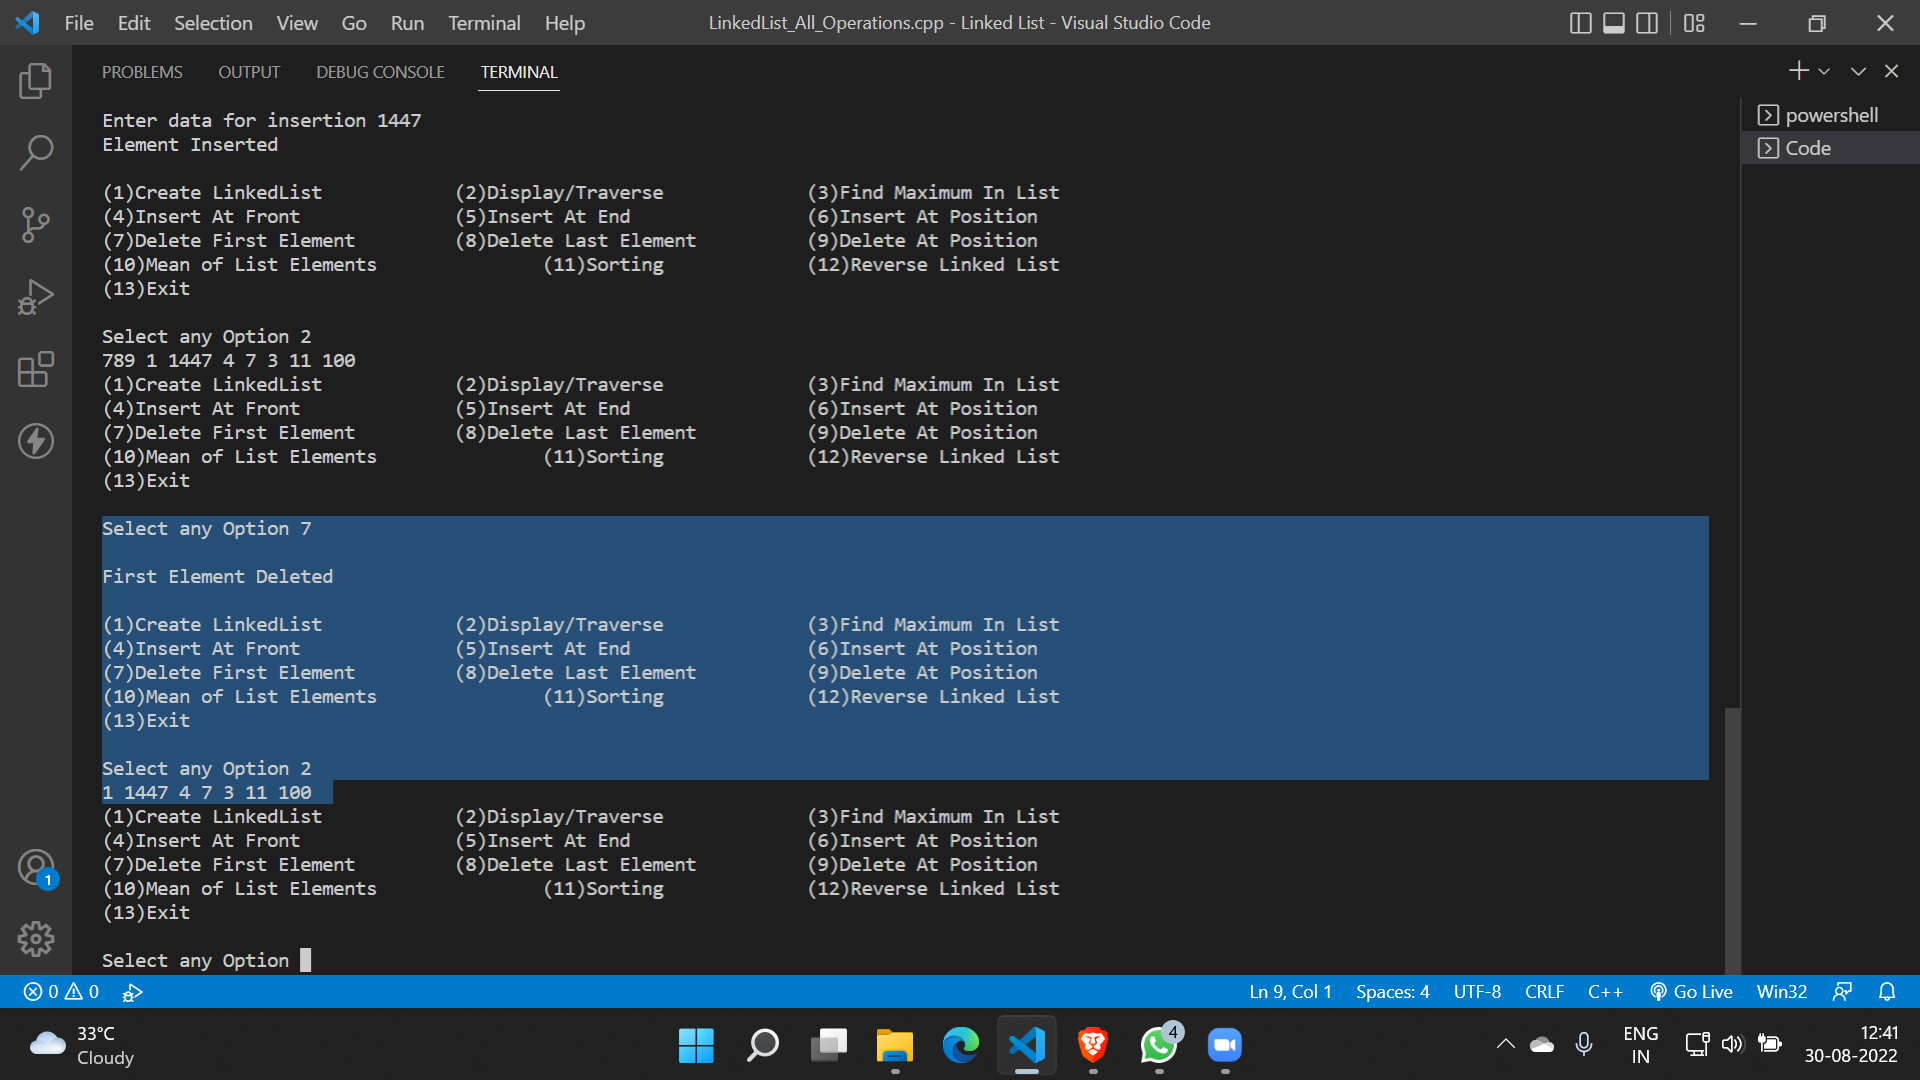 File Edit Selection View Go Run Terminal Help LinkedList_All_Operations.cpp - Linked List - Visual Studio Code
PROBLEMS OUTPUT DEBUG CONSOLE TERMINAL
powershell
Code
Enter data for insertion 1447
Element Inserted
(1)Create LinkedList (2)Display/Traverse (3)Find Maximum In List
(4)Insert At Front (5)Insert At End (6)Insert At Position
(7)Delete First Element (8)Delete Last Element (9)Delete At Position
(10)Mean of List Elements (11)Sorting (12)Reverse Linked List
(13)Exit
Select any Option 2
789 1 1447 4 7 3 11 100
(1)Create LinkedList (2)Display/Traverse (3)Find Maximum In List
(4)Insert At Front (5)Insert At End (6)Insert At Position
(7)Delete First Element (8)Delete Last Element (9)Delete At Position
(10)Mean of List Elements (11)Sorting (12)Reverse Linked List
(13)Exit
Select any Option 7
First Element Deleted
(1)Create LinkedList (2)Display/Traverse (3)Find Maximum In List
(4)Insert At Front (5)Insert At End (6)Insert At Position
(7)Delete First Element (8)Delete Last Element (9)Delete At Position
(10)Mean of List Elements (11)Sorting (12)Reverse Linked List
(13)Exit
Select any Option 2
1 1447 4 7 3 11 100
(1)Create LinkedList (2)Display/Traverse (3)Find Maximum In List
(4)Insert At Front (5)Insert At End (6)Insert At Position
(7)Delete First Element (8)Delete Last Element (9)Delete At Position
(10)Mean of List Elements (11)Sorting (12)Reverse Linked List
(13)Exit
Select any Option
1
0 0 Ln 9, Col 1 Spaces: 4 UTF-8 CRLF C++ Go Live Win32
33°C
Cloudy
4
ENG
IN
12:41
30-08-2022